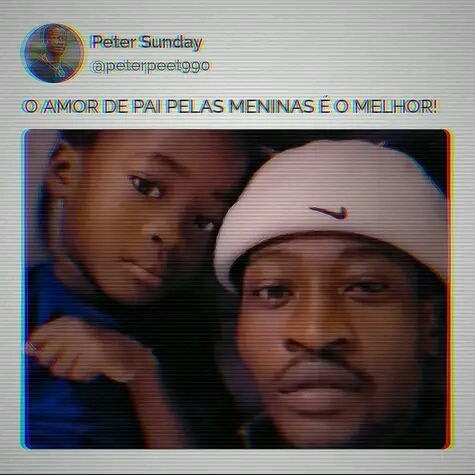 Peter Sunday
@peterpeet990
O AMOR DE PAI PELAS MENINAS É O MELHOR!